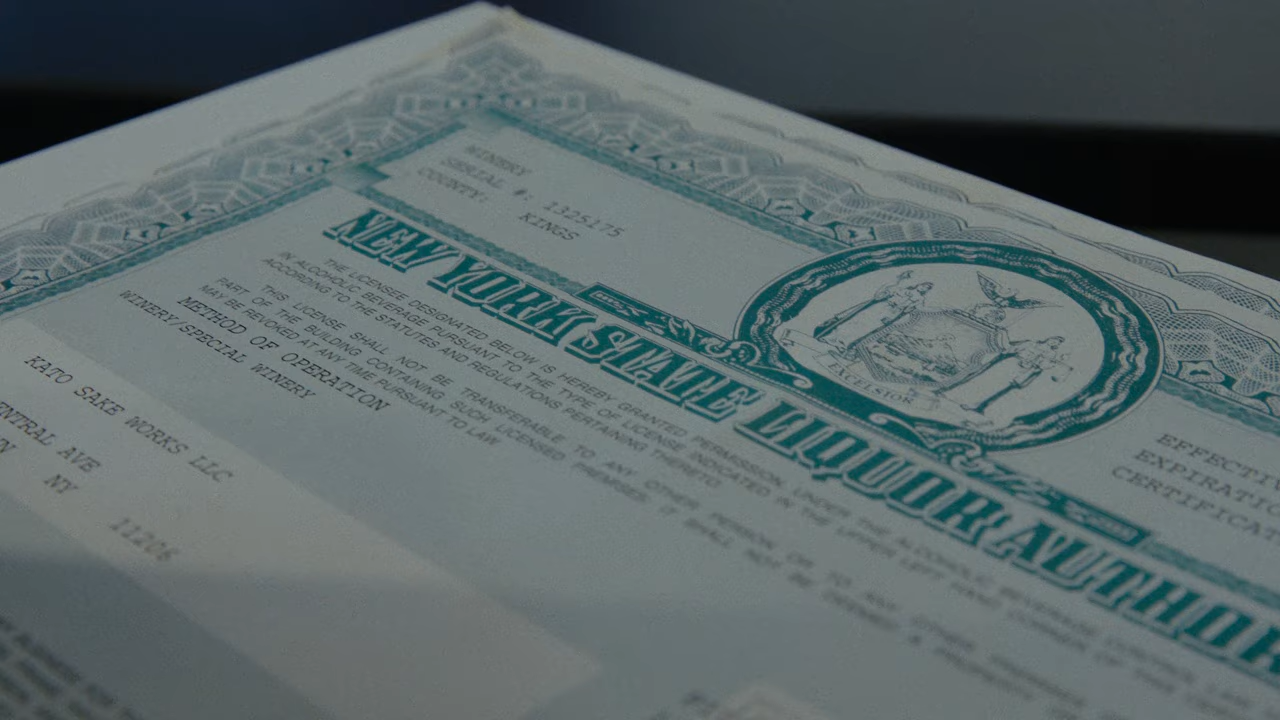 WINERY
SERIAL #: 1325175
COUNTY: KINGS
EXCELSIOR
NEW YORK STATE LIQUOR AUTHOR
EFFECTIV
EXPIRATIO
CERTIFICAT
THE LICENSEE DESIGNATED BELOW IS HEREBY GRANTED PERMISSION, UNDER THE ALCOHOLIC BEVERAGE CONTROL LAW
IN ALCOHOLIC BEVERAGE PURSUANT TO THE TYPE OF LICENSE INDICATED IN THE UPPER LEFT HAND CORNER OF THIS
ACCORDING TO THE STATUTES AND REGULATIONS PERTAINING THERETO
THIS LICENSE SHALL NOT BE TRANSFERABLE TO ANY OTHER PERSON OR TO ANY OTHER PREMISES
PART OF THE BUILDING CONTAINING SUCH LICENSED PREMISES. IT SHALL NOT BE DEEMED A PROPERTY
MAY BE REVOKED AT ANY TIME PURSUANT TO LAW
METHOD OF OPERATION
WINERY/SPECIAL WINERY
KATO SAKE WORKS LLC
ENTRAL AVE
N NY 11206